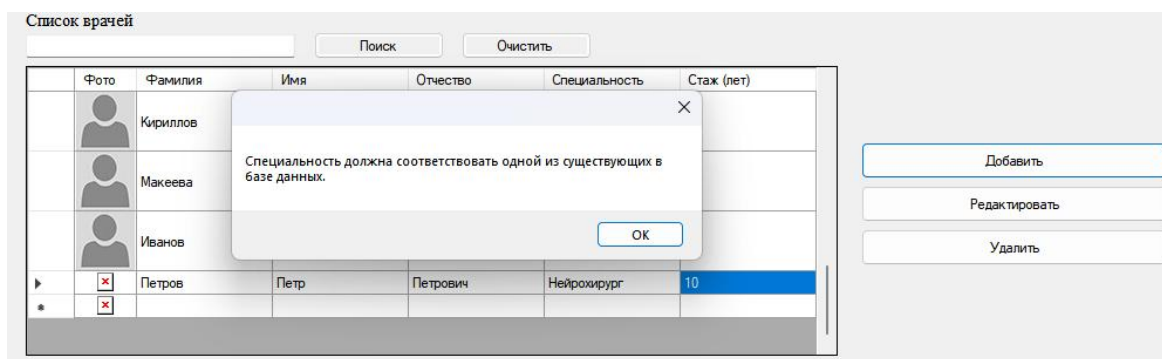 Список врачей
Поиск Очистить
Фото Фамилия Имя Отчество Специальность Стаж (лет)
Кириллов
Специальность должна соответствовать одной из существующих в
базе данных.
Добавить
Макеева
Редактировать
OK
Иванов
Удалить
Петров Петр Петрович Нейрохирург 10